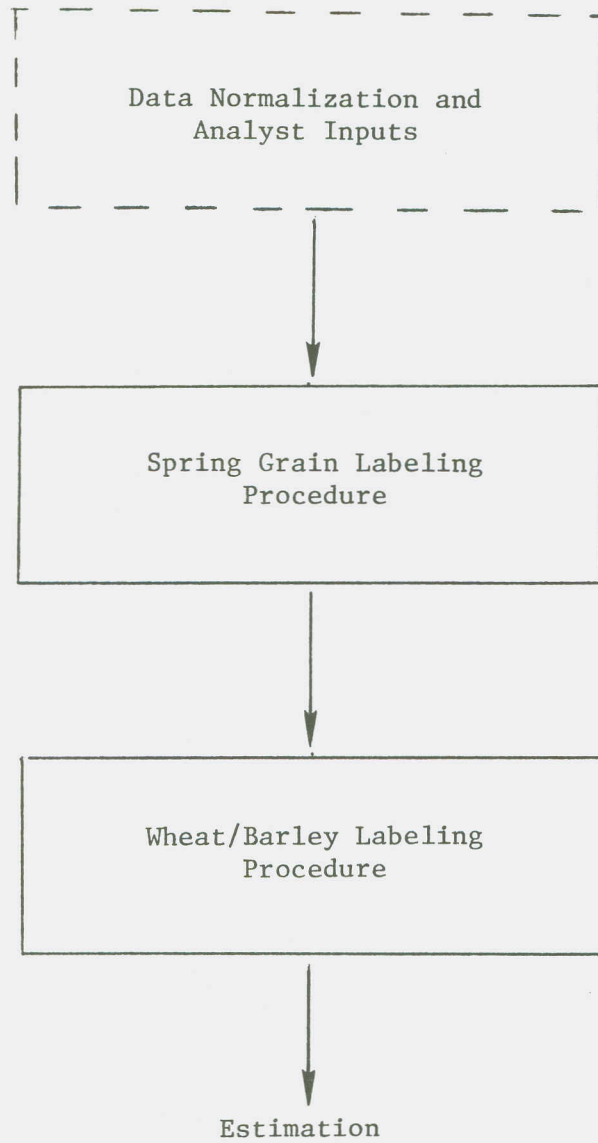 Data Normalization and
Analyst Inputs
Spring Grain Labeling
Procedure
Wheat/Barley Labeling
Procedure
Estimation